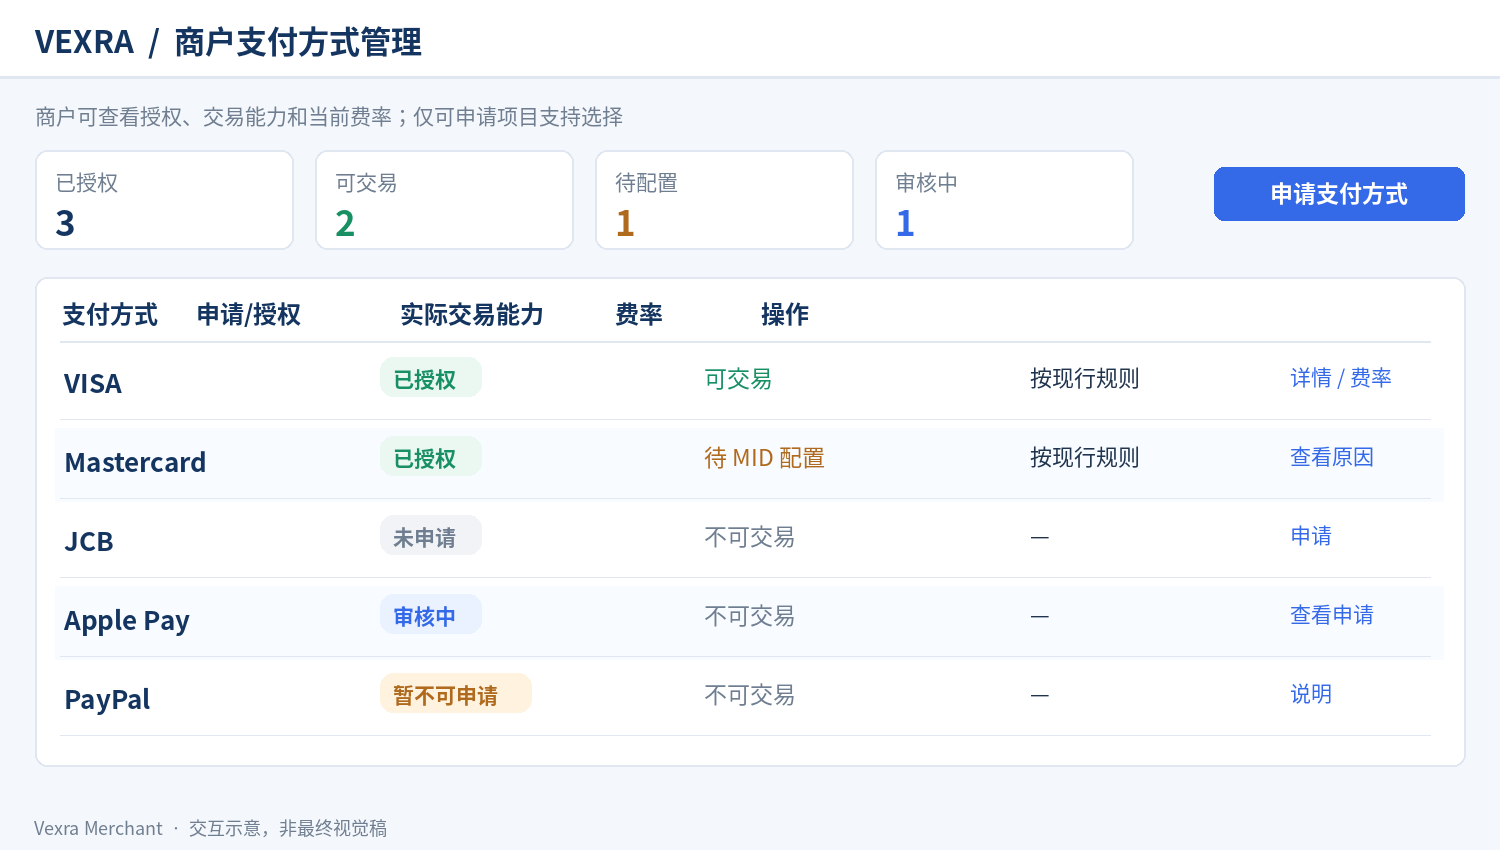 VEXRA / 商户支付方式管理
商户可查看授权、交易能力和当前费率；仅可申请项目支持选择
已授权 可交易 待配置 审核中
3 2 1 1
申请支付方式
支付方式 申请/授权 实际交易能力 费率 操作
VISA 已授权 可交易 按现行规则 详情 / 费率
Mastercard 已授权 待 MID 配置 按现行规则 查看原因
JCB 未申请 不可交易 — 申请
Apple Pay 审核中 不可交易 — 查看申请
PayPal 暂不可申请 不可交易 — 说明
Vexra Merchant · 交互示意，非最终视觉稿